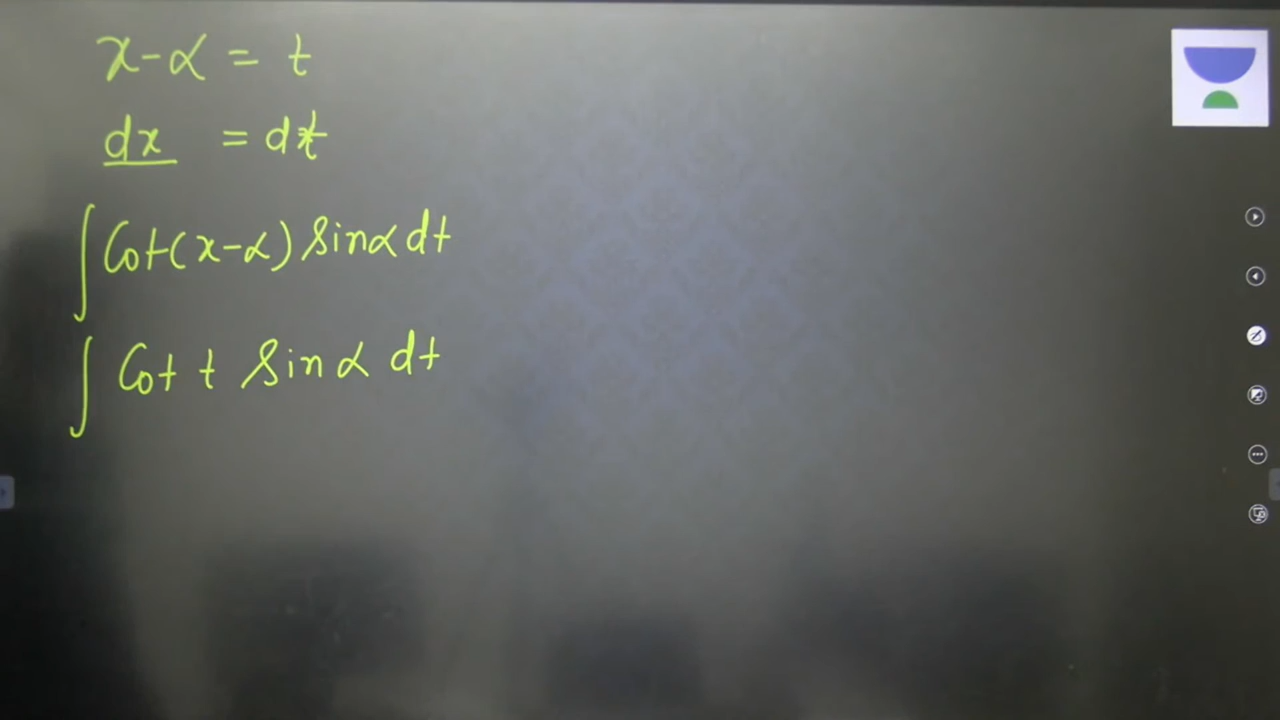 x-α = t
dx = dt
∫ Cot(x-α) Sinα dt
∫ Cot t Sin α dt